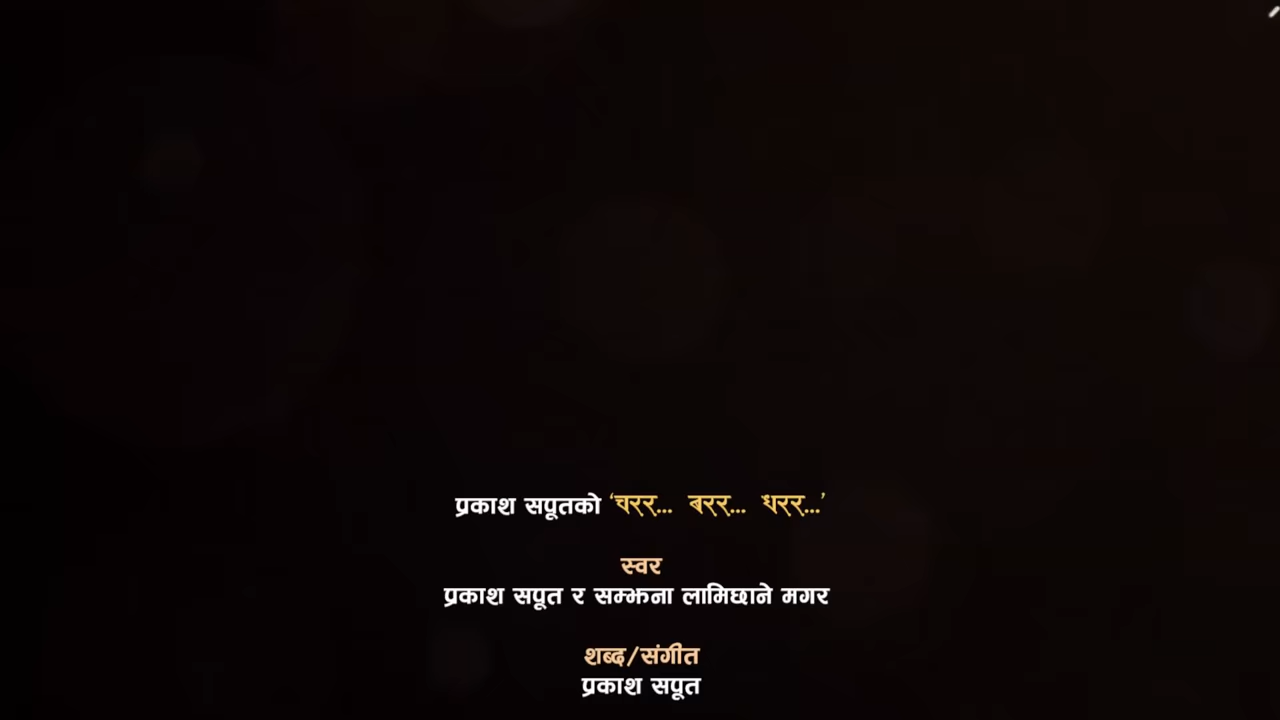 प्रकाश सपूतको ‘चरर... बरर... धरर...’
स्वर
प्रकाश सपूत र सम्झना लामिछाने मगर
शब्द/संगीत
प्रकाश सपूत